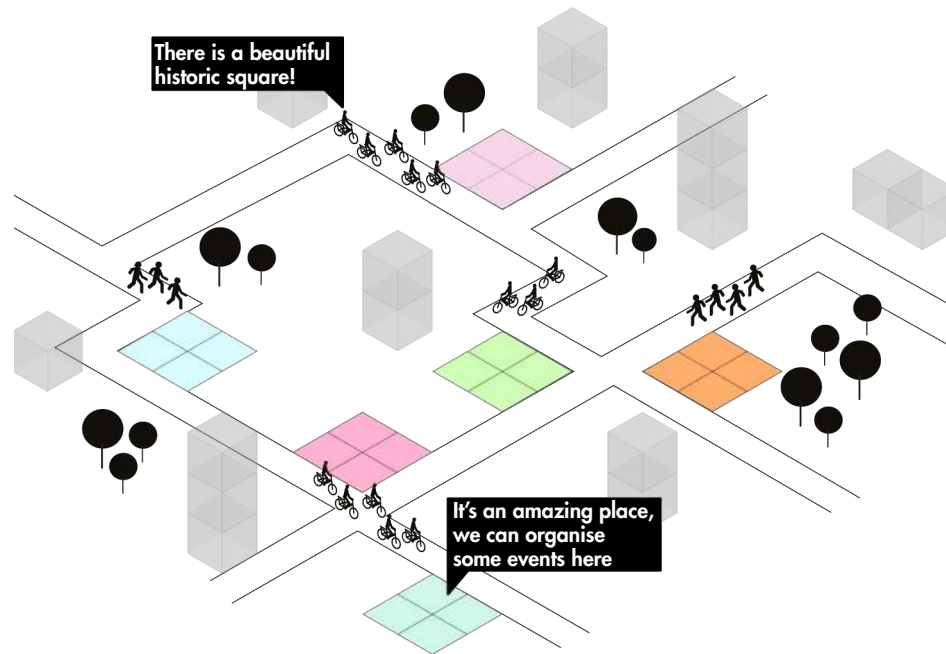 There is a beautiful
historic square!
It's an amazing place,
we can organise
some events here